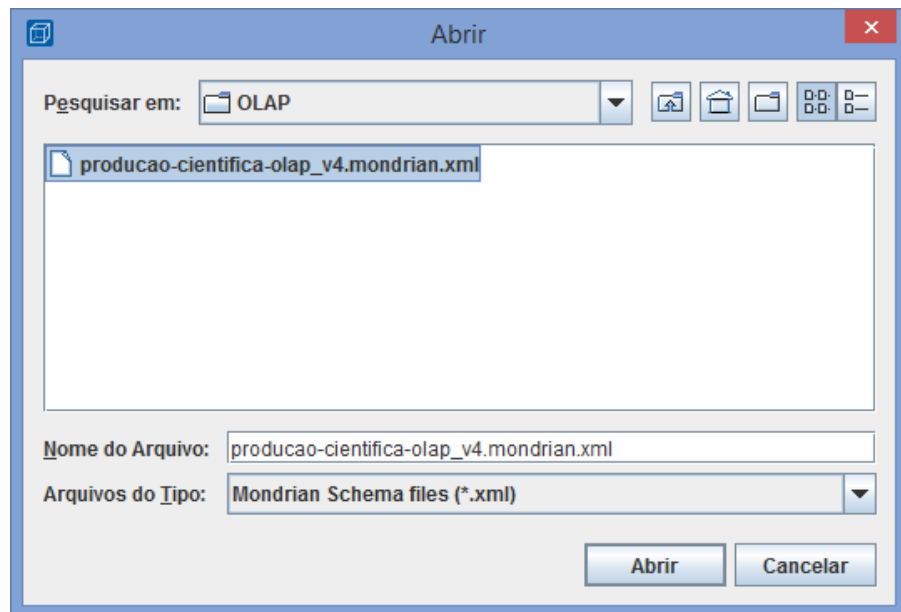 Abrir
Pesquisar em: OLAP
producao-cientifica-olap_v4.mondrian.xml
Nome do Arquivo: producao-cientifica-olap_v4.mondrian.xml
Arquivos do Tipo: Mondrian Schema files (*.xml)
Abrir Cancelar